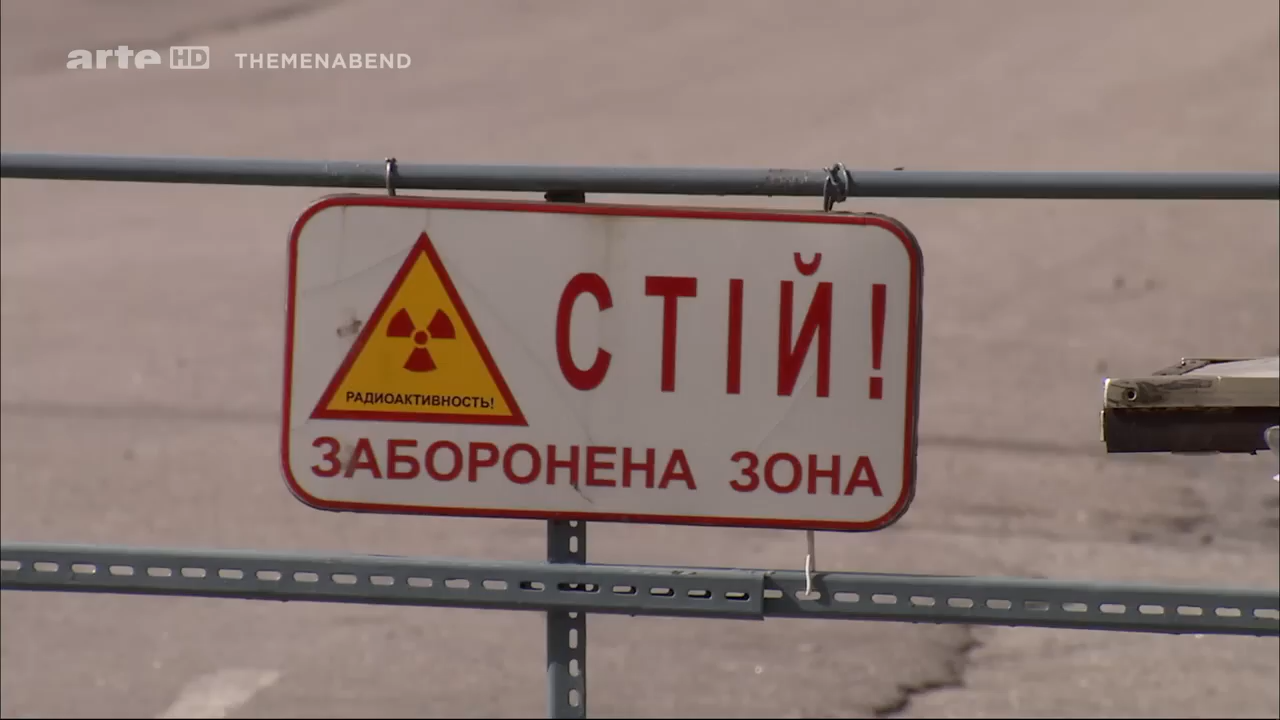 arte HD THEMENABEND
СТІЙ!
РАДИОАКТИВНОСТЬ!
ЗАБОРОНЕНА ЗОНА